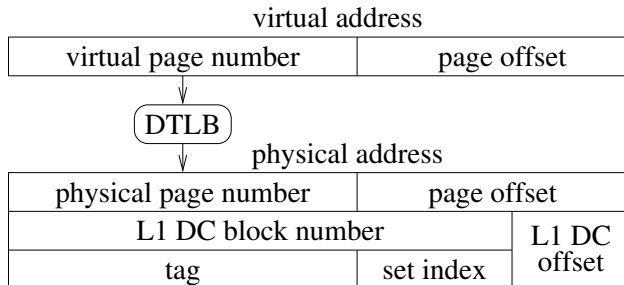 virtual address
virtual page number page offset
DTLB
physical address
physical page number page offset
L1 DC block number L1 DC
offset
tag set index